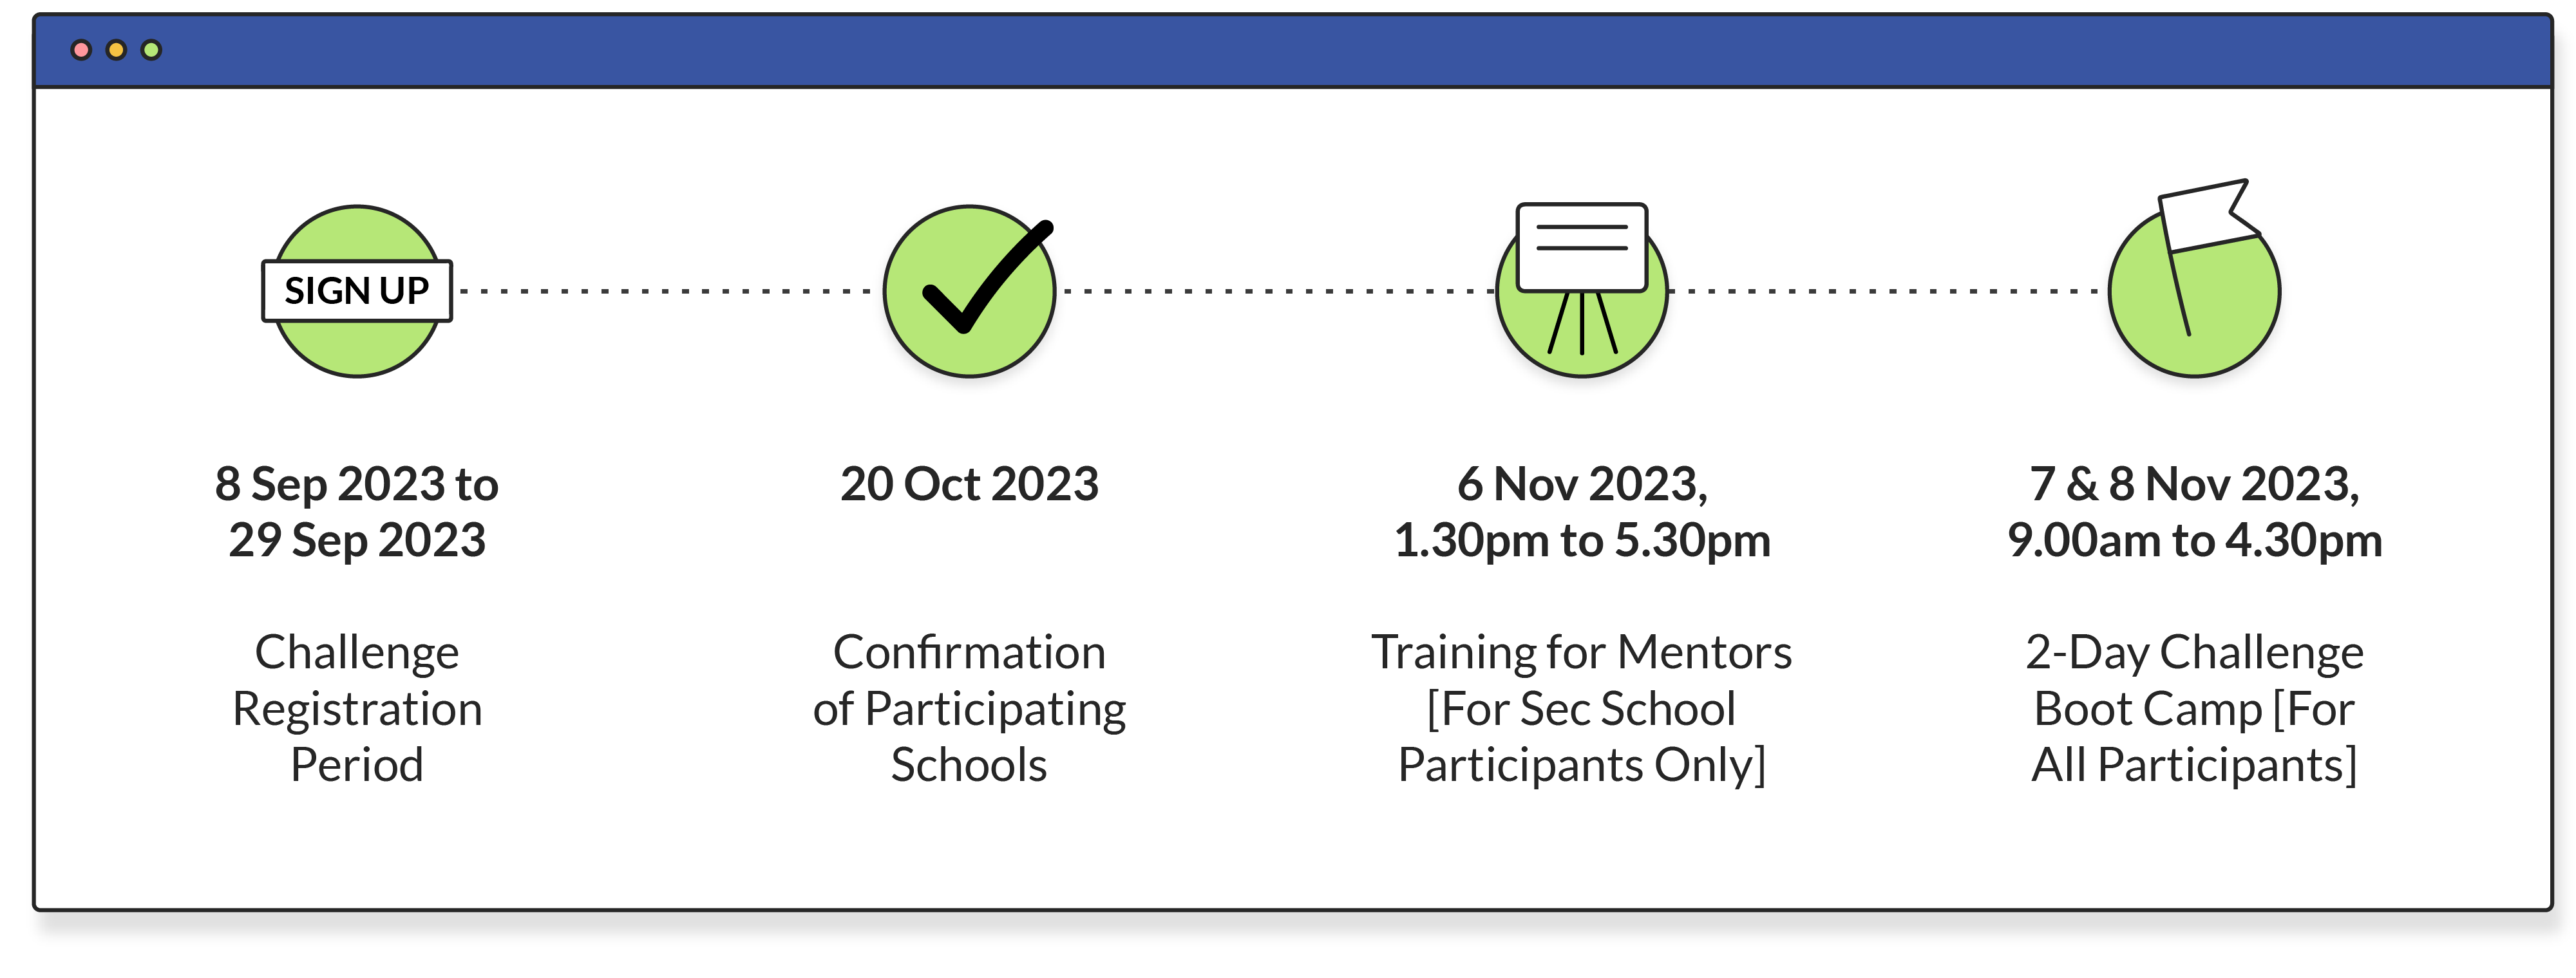 SIGN UP
8 Sep 2023 to
29 Sep 2023
Challenge
Registration
Period
20 Oct 2023
Confirmation
of Participating
Schools
6 Nov 2023,
1.30pm to 5.30pm
Training for Mentors
[For Sec School
Participants Only]
7 & 8 Nov 2023,
9.00am to 4.30pm
2-Day Challenge
Boot Camp [For
All Participants]